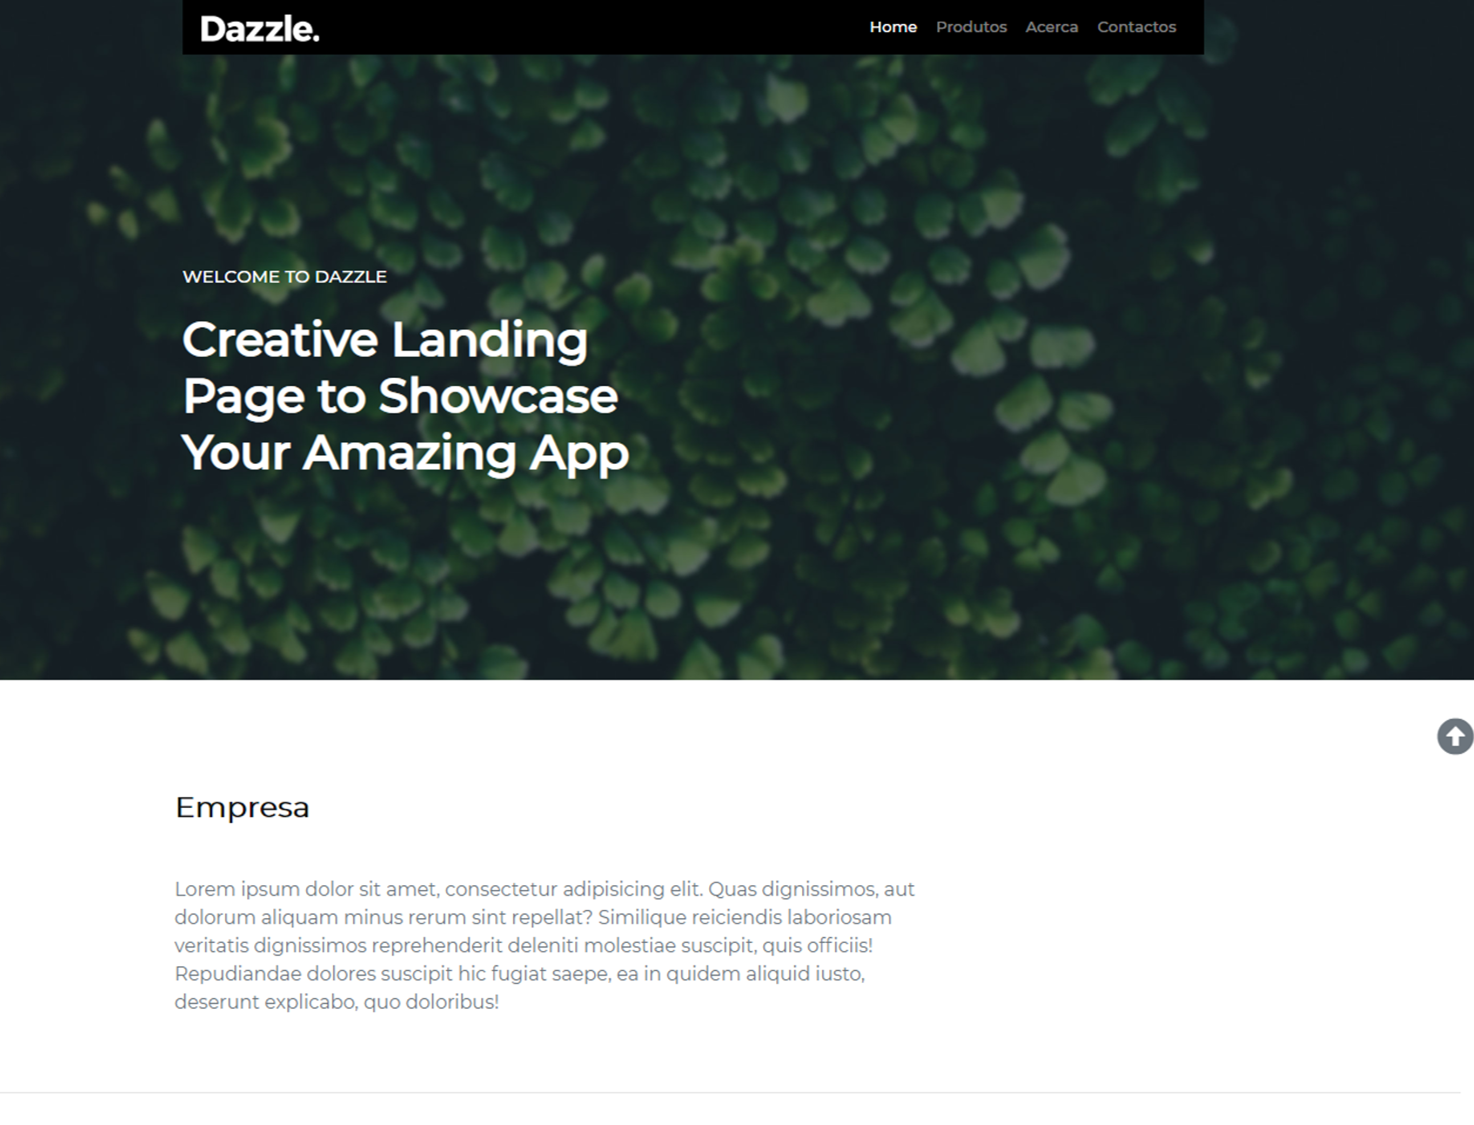 Dazzle.
Home Produtos Acerca Contactos
WELCOME TO DAZZLE
Creative Landing
Page to Showcase
Your Amazing App
Empresa
Lorem ipsum dolor sit amet, consectetur adipisicing elit. Quas dignissimos, aut
dolorum aliquam minus rerum sint repellat? Similique reiciendis laboriosam
veritatis dignissimos reprehenderit deleniti molestiae suscipit, quis officiis!
Repudiandae dolores suscipit hic fugiat saepe, ea in quidem aliquid iusto,
deserunt explicabo, quo doloribus!